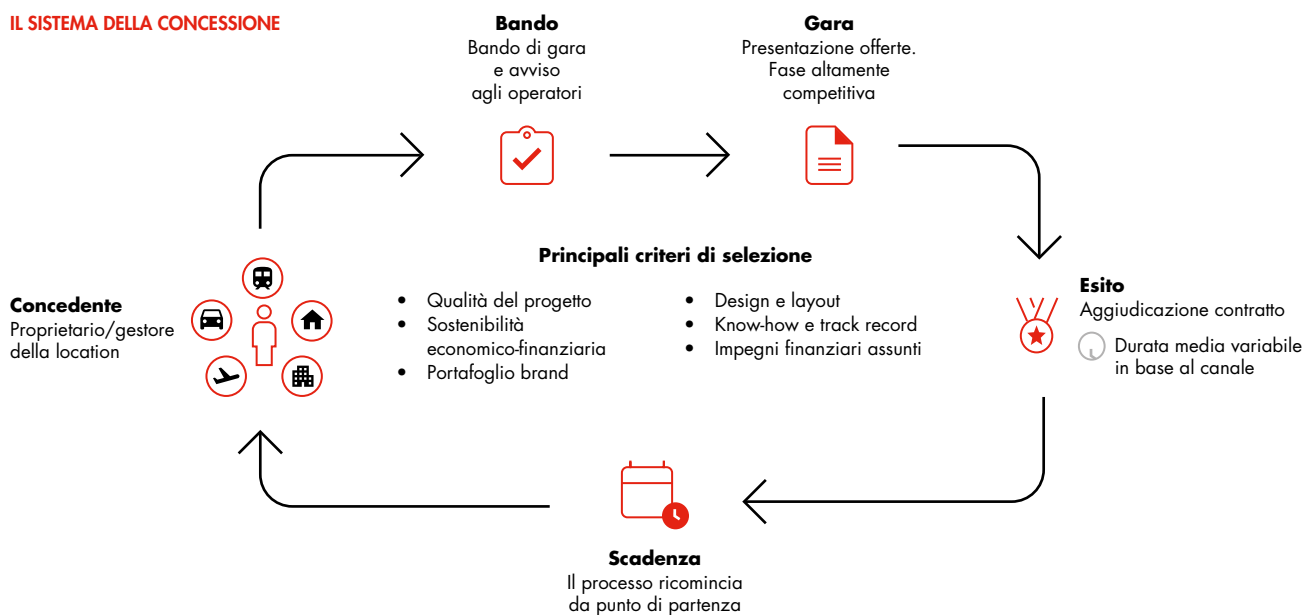 IL SISTEMA DELLA CONCESSIONE
Bando
Bando di gara
e avviso
agli operatori
Gara
Presentazione offerte.
Fase altamente
competitiva
Concedente
Proprietario/gestore
della location
Principali criteri di selezione
• Qualità del progetto
• Sostenibilità
economico-finanziaria
• Portafoglio brand
• Design e layout
• Know-how e track record
• Impegni finanziari assunti
Esito
Aggiudicazione contratto
Durata media variabile
in base al canale
Scadenza
Il processo ricomincia
da punto di partenza